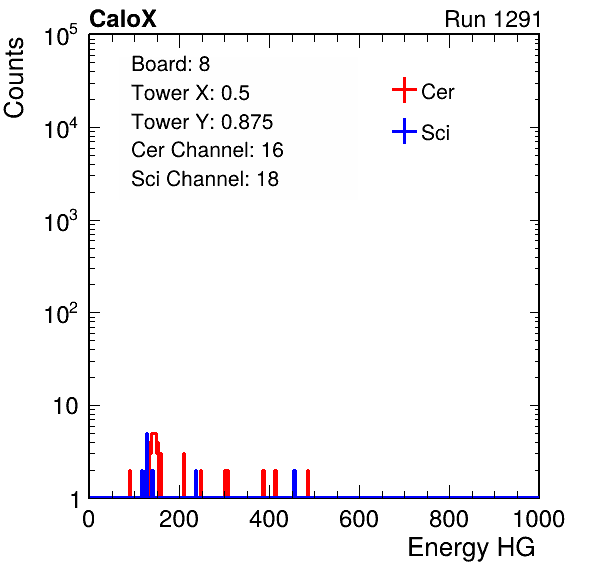 CaloX Run 1291
Counts
Board: 8
Tower X: 0.5
Tower Y: 0.875
Cer Channel: 16
Sci Channel: 18
Cer
Sci
10^5
10^4
10^3
10^2
10
1
0 200 400 600 800 1000
Energy HG